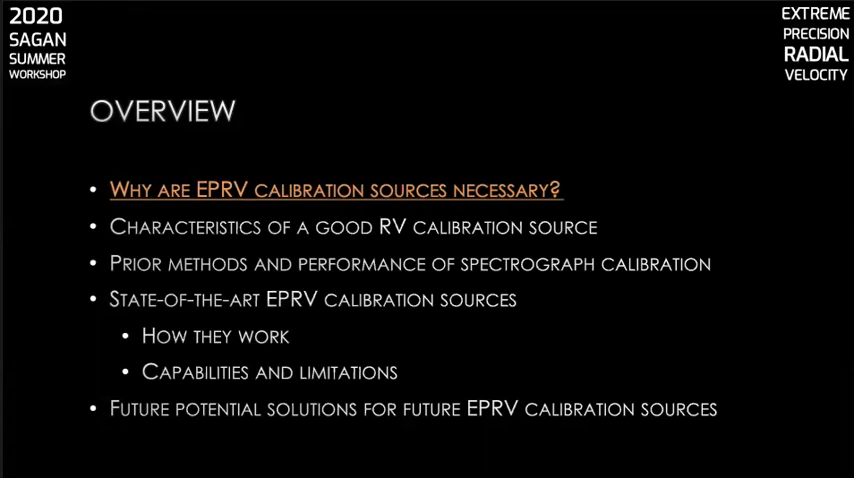 2020
SAGAN
SUMMER
WORKSHOP
EXTREME
PRECISION
RADIAL
VELOCITY
OVERVIEW
• WHY ARE EPRV CALIBRATION SOURCES NECESSARY?
• CHARACTERISTICS OF A GOOD RV CALIBRATION SOURCE
• PRIOR METHODS AND PERFORMANCE OF SPECTROGRAPH CALIBRATION
• STATE-OF-THE-ART EPRV CALIBRATION SOURCES
• HOW THEY WORK
• CAPABILITIES AND LIMITATIONS
• FUTURE POTENTIAL SOLUTIONS FOR FUTURE EPRV CALIBRATION SOURCES